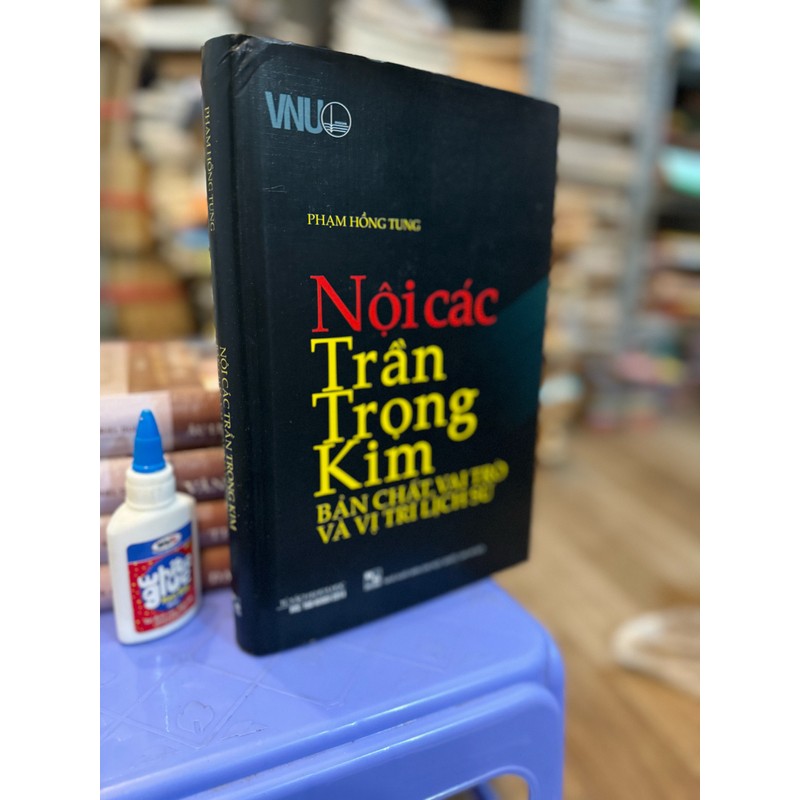 VNU
PHẠM HỒNG TUNG
Nội các
Trần
Trọng
Kim
BẢN CHẤT, VAI TRÒ
VÀ VỊ TRÍ LỊCH SỬ
PHẠM HỒNG TUNG
NỘI CÁC TRẦN TRỌNG KIM
white
glue